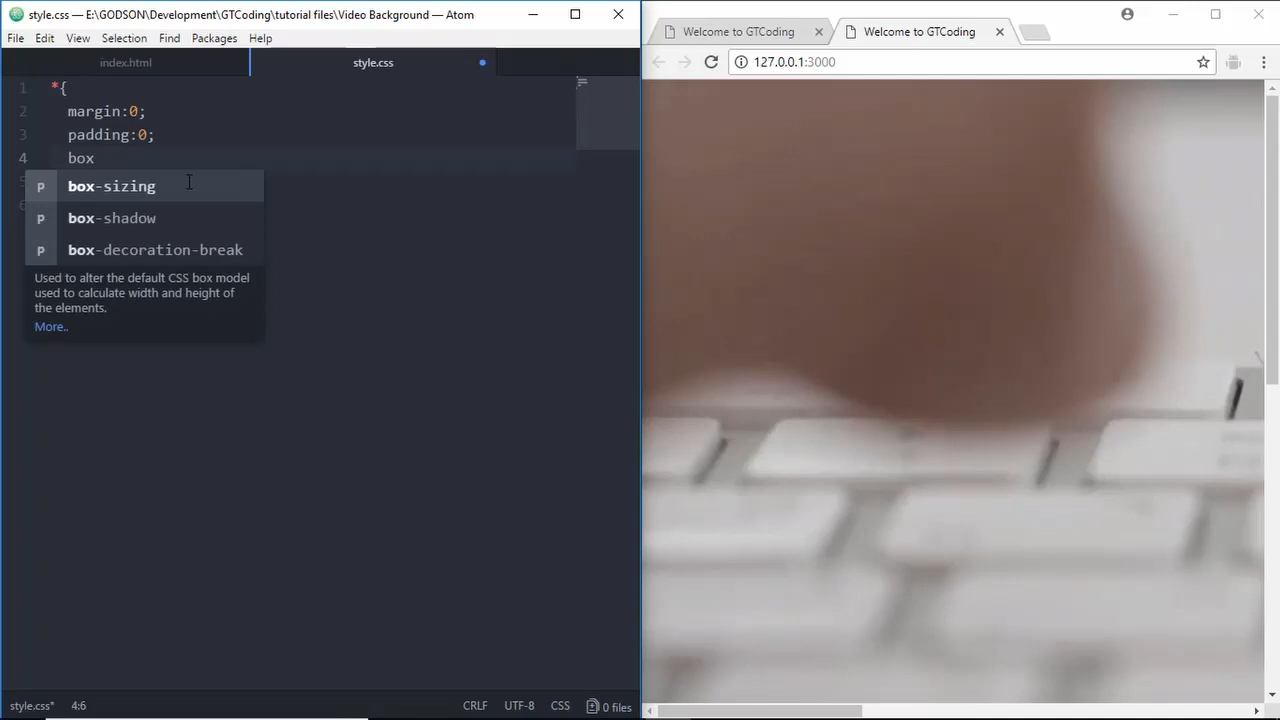 style.css — E:\GODSON\Development\GTCoding\tutorial files\Video Background — Atom
File Edit View Selection Find Packages Help
index.html
style.css
1 *{
2 margin:0;
3 padding:0;
4 box
p box-sizing
p box-shadow
p box-decoration-break
Used to alter the default CSS box model
used to calculate width and height of
the elements.
More..
style.css* 4:6 CRLF UTF-8 CSS 0 files
Welcome to GTCoding
Welcome to GTCoding
127.0.0.1:3000